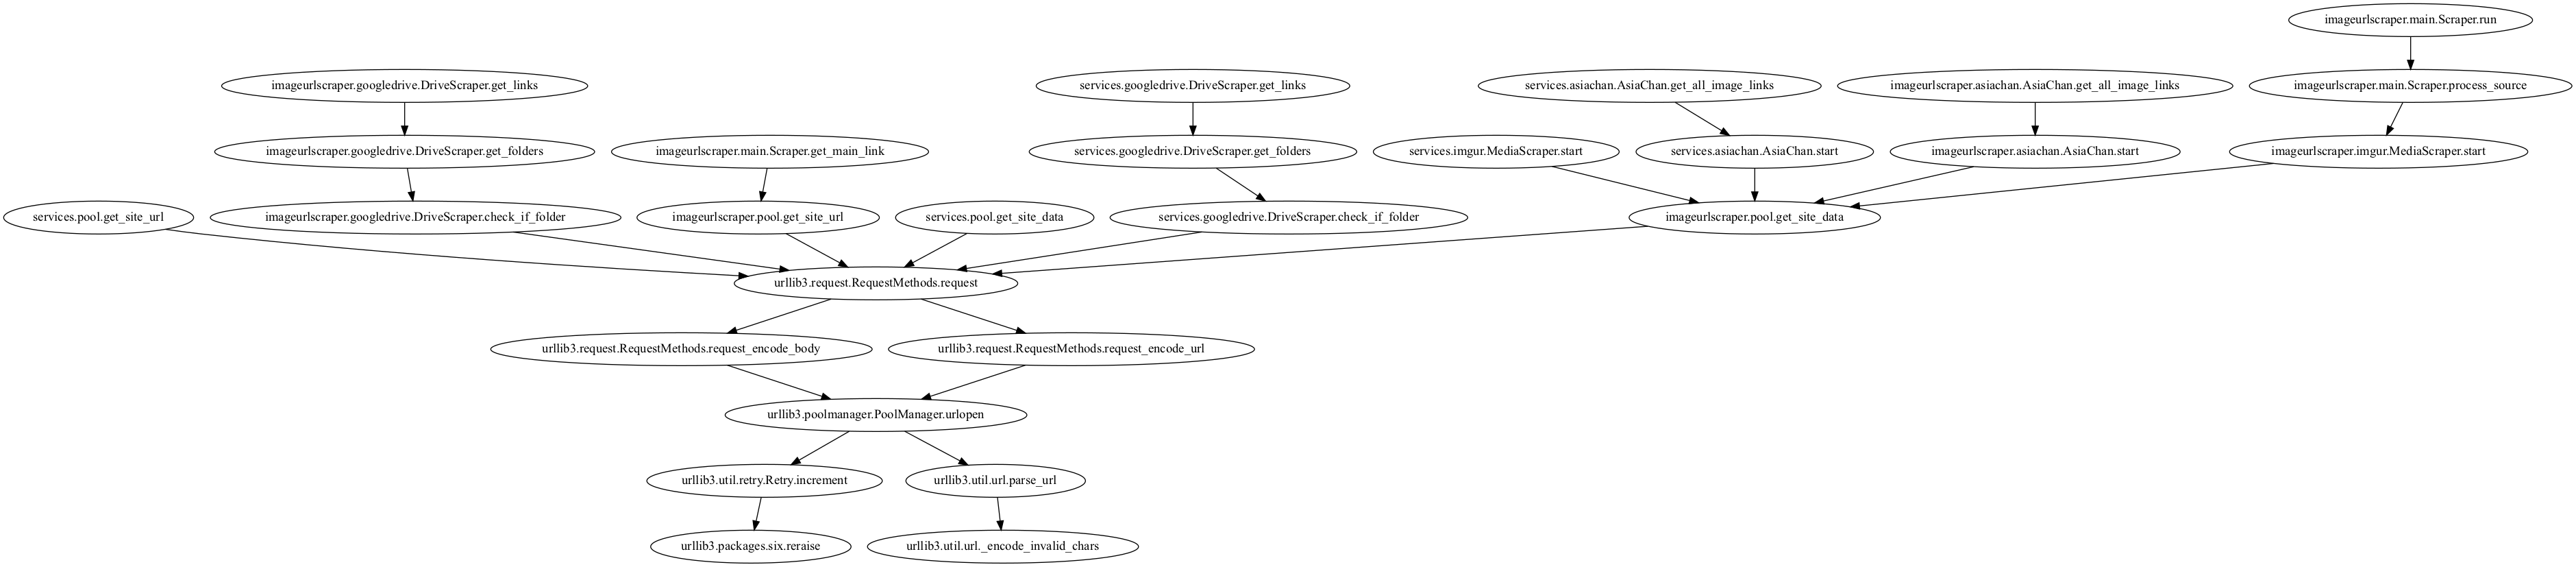 imageurlscraper.main.Scraper.run
imageurlscraper.googledrive.DriveScraper.get_links
services.googledrive.DriveScraper.get_links
services.asiachan.AsiaChan.get_all_image_links
imageurlscraper.asiachan.AsiaChan.get_all_image_links
imageurlscraper.main.Scraper.process_source
imageurlscraper.googledrive.DriveScraper.get_folders
imageurlscraper.main.Scraper.get_main_link
services.googledrive.DriveScraper.get_folders
services.imgur.MediaScraper.start
services.asiachan.AsiaChan.start
imageurlscraper.asiachan.AsiaChan.start
imageurlscraper.imgur.MediaScraper.start
services.pool.get_site_url
imageurlscraper.googledrive.DriveScraper.check_if_folder
imageurlscraper.pool.get_site_url
services.pool.get_site_data
services.googledrive.DriveScraper.check_if_folder
imageurlscraper.pool.get_site_data
urllib3.request.RequestMethods.request
urllib3.request.RequestMethods.request_encode_body
urllib3.request.RequestMethods.request_encode_url
urllib3.poolmanager.PoolManager.urlopen
urllib3.util.retry.Retry.increment
urllib3.util.url.parse_url
urllib3.packages.six.reraise
urllib3.util.url._encode_invalid_chars